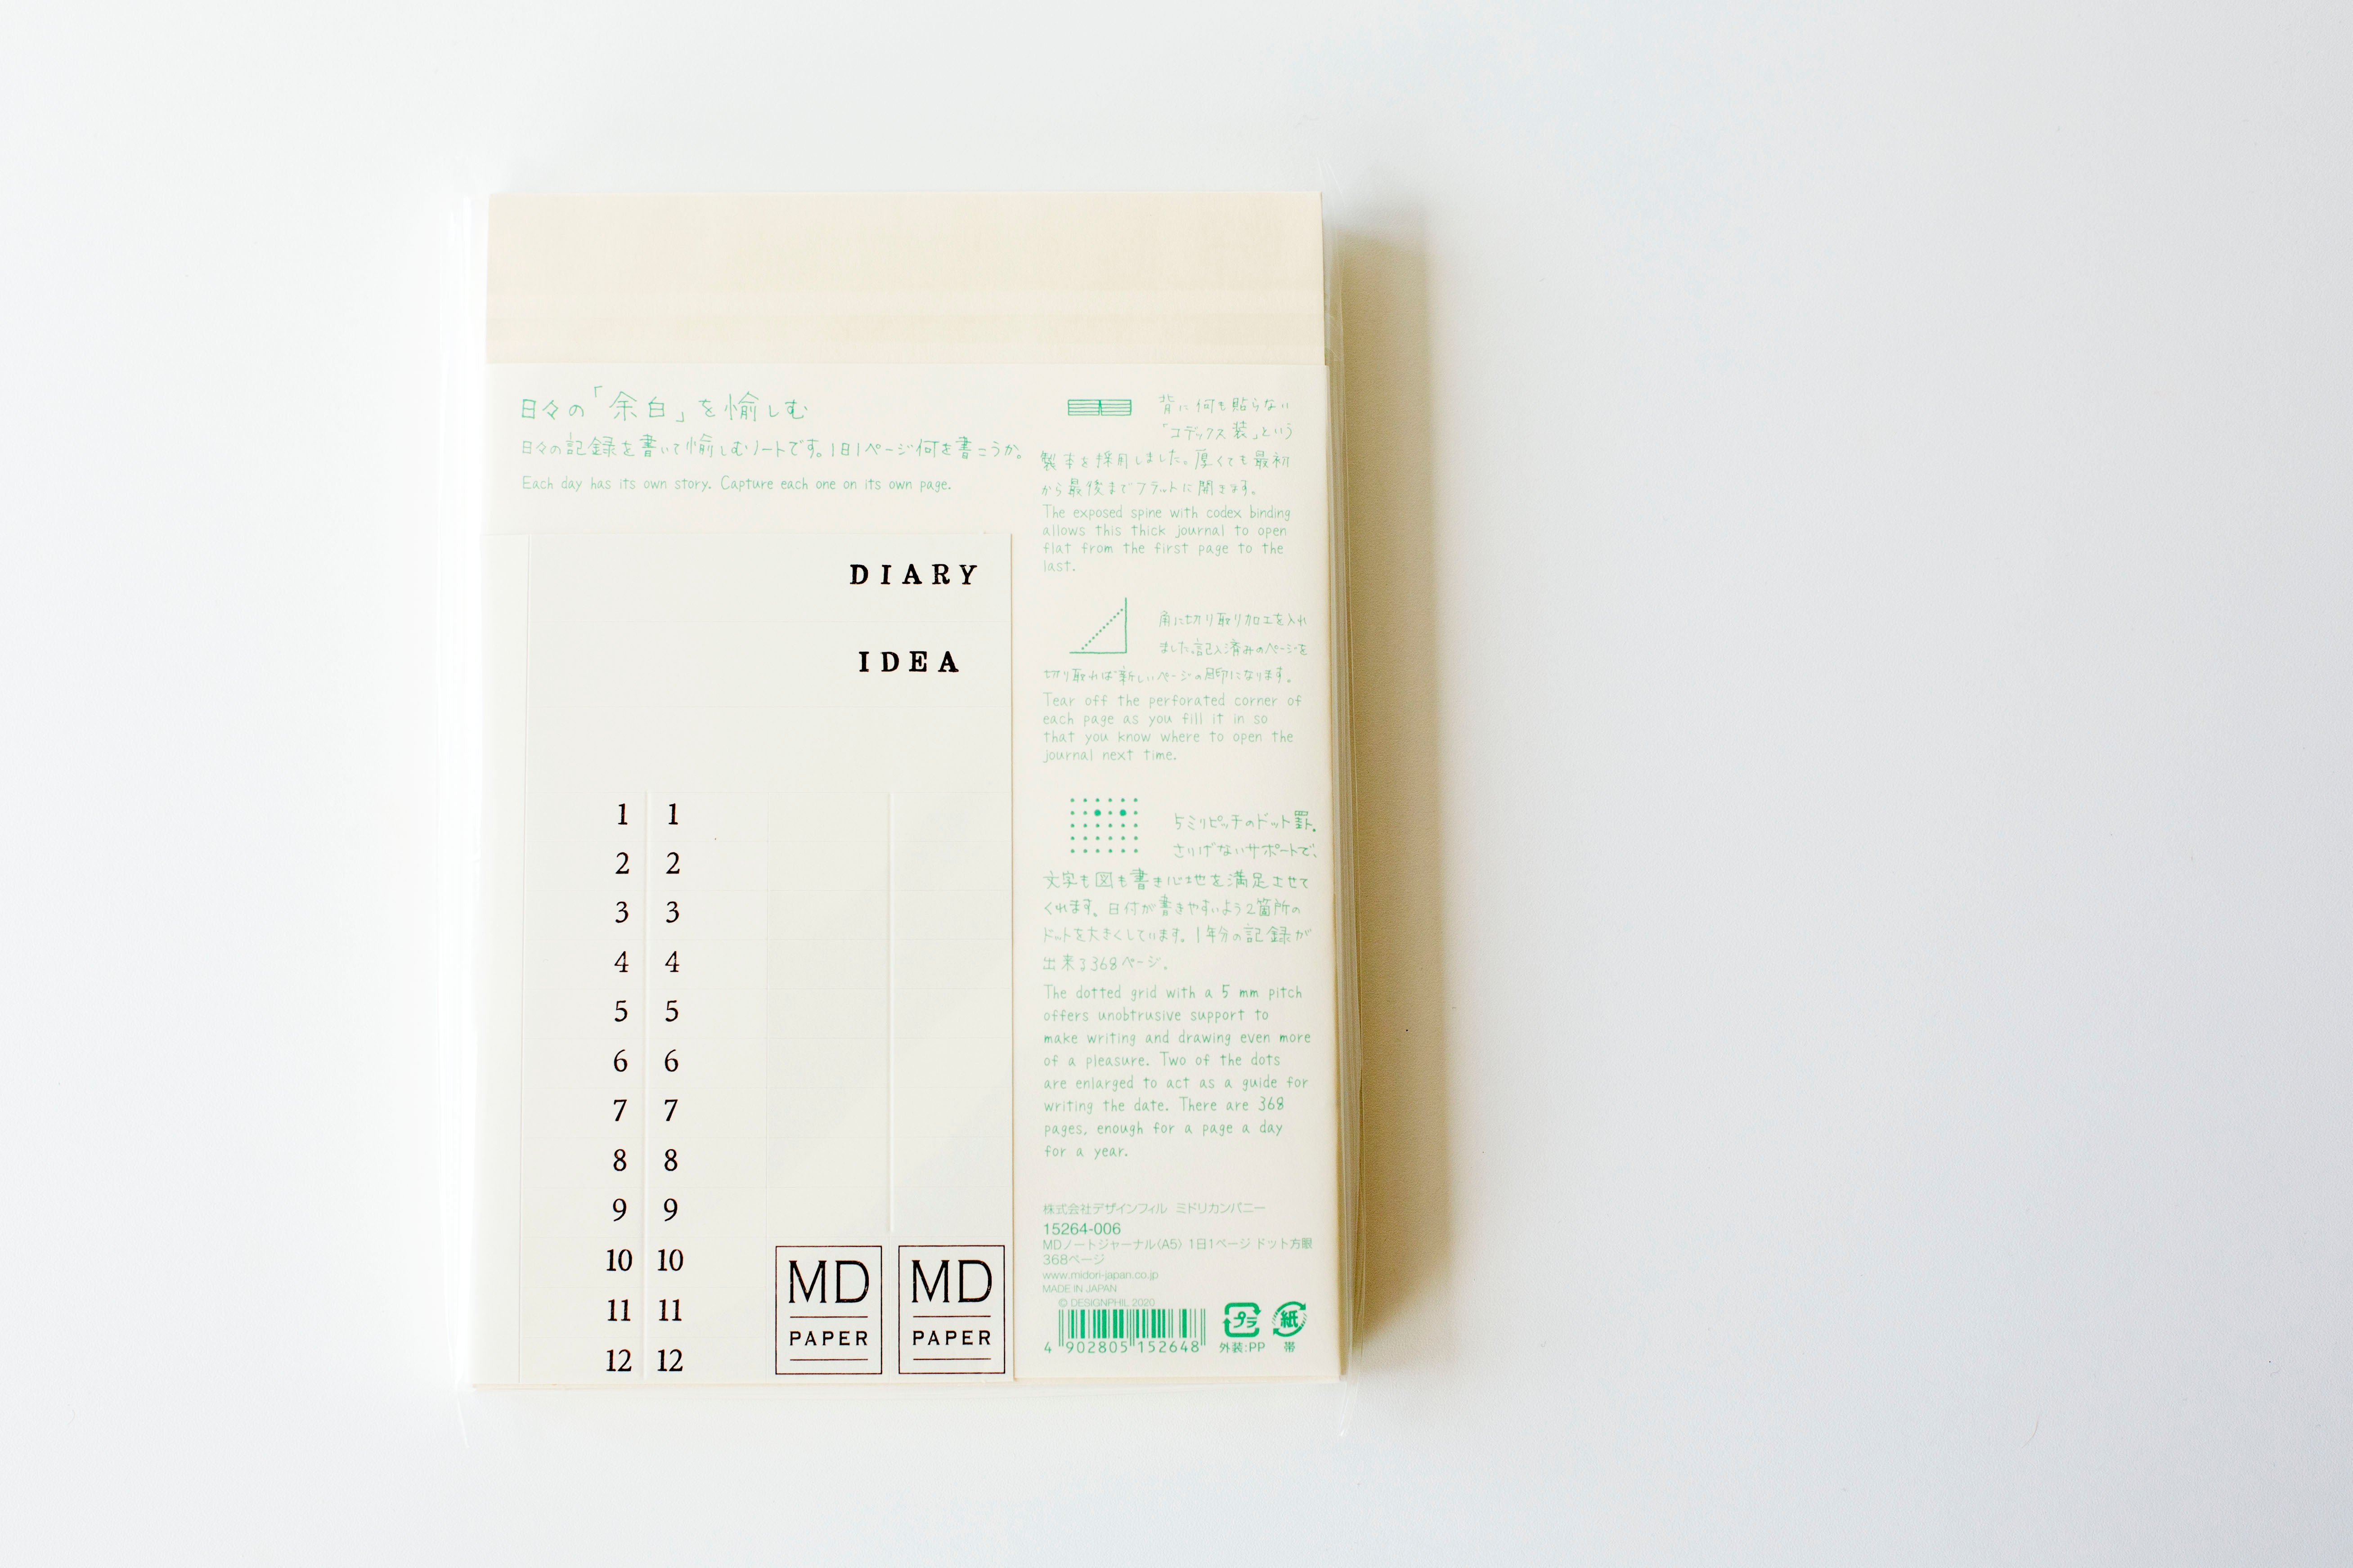 日々の「余白」を愉しむ
日々の記録を書いて愉しむノートです。1日1ページ何を書こうか。
Each day has its own story. Capture each one on its own page.
DIARY
IDEA
1 1
2 2
3 3
4 4
5 5
6 6
7 7
8 8
9 9
10 10
11 11
12 12
MD MD
PAPER PAPER
背に何も貼らない
「コデックス装」という
製本を採用しました。厚くても最初
から最後までフラットに開きます。
The exposed spine with codex binding
allows this thick journal to open
flat from the first page to the
last.
角に切り取り加工を入れ
ました。記入済みのページを
切り取れば新しいページの目印になります。
Tear off the perforated corner of
each page as you fill it in so
that you know where to open the
journal next time.
5ミリピッチのドット罫。
さりげないサポートで、
文字も図も書き心地を満足させて
くれます。日付が書きやすいよう2箇所の
ドットを大きくしています。1年分の記録が
出来る368ページ。
The dotted grid with a 5 mm pitch
offers unobtrusive support to
make writing and drawing even more
of a pleasure. Two of the dots
are enlarged to act as a guide for
writing the date. There are 368
pages, enough for a page a day
for a year.
株式会社デザインフィル ミドリカンパニー
15264-006
MDノートジャーナル〈A5〉 1日1ページ ドット方眼
368ページ
www.midori-japan.co.jp
MADE IN JAPAN
© DESIGNPHIL 2020
4 902805 152648
プラ 紙
外装:PP 帯